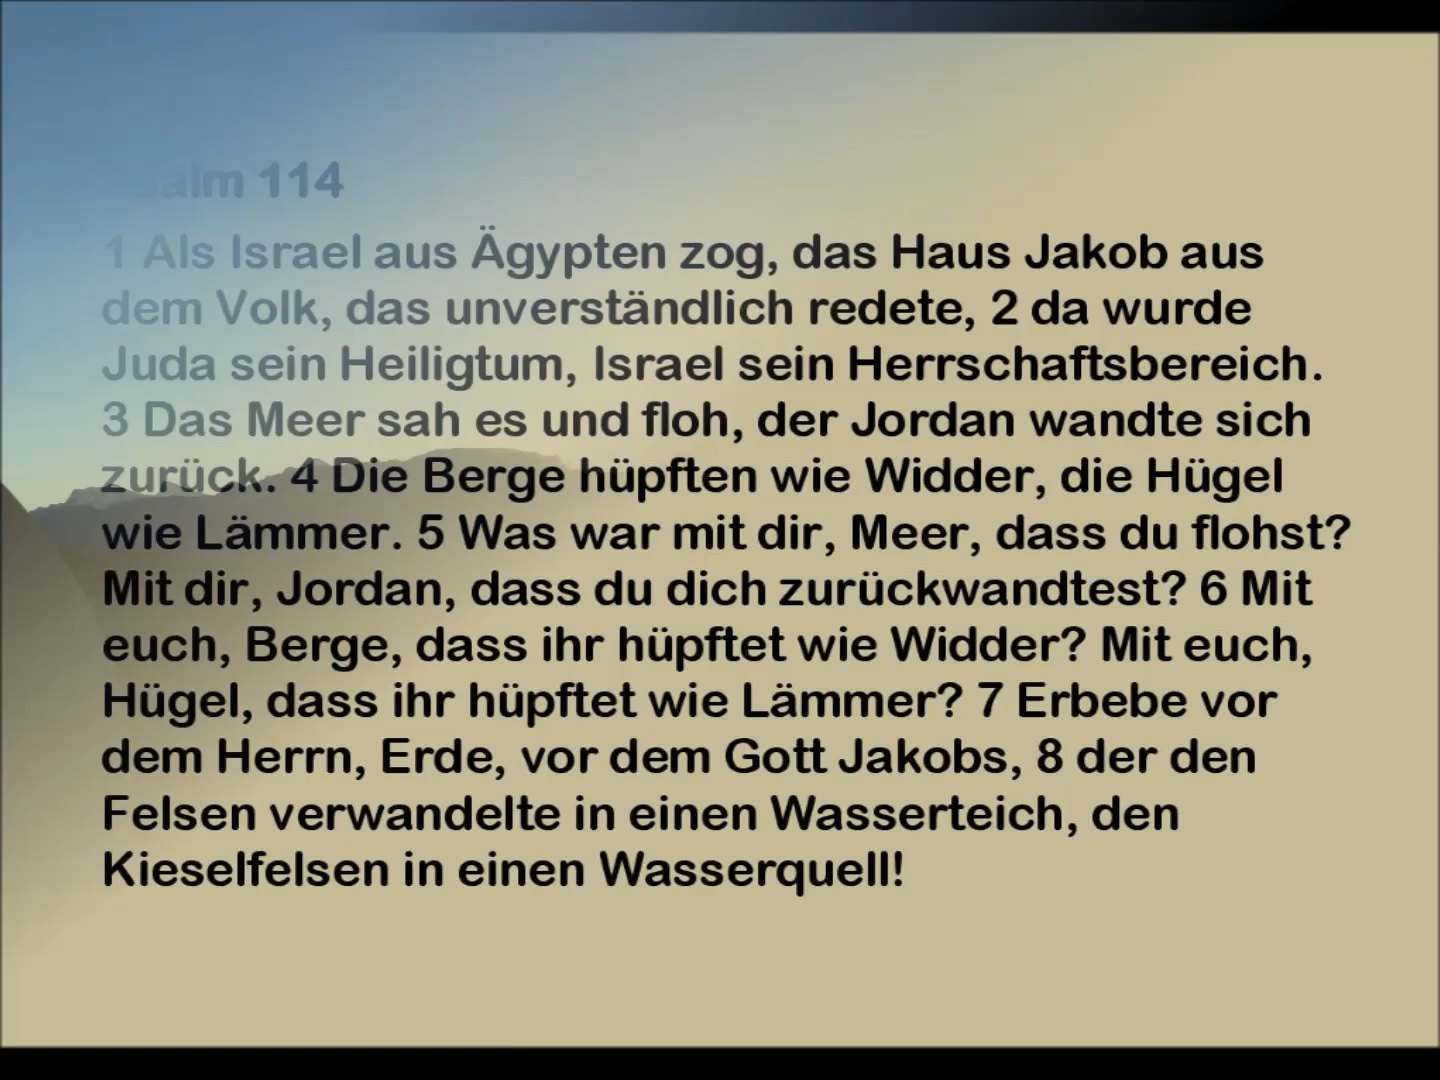 Psalm 114
1 Als Israel aus Ägypten zog, das Haus Jakob aus
dem Volk, das unverständlich redete, 2 da wurde
Juda sein Heiligtum, Israel sein Herrschaftsbereich.
3 Das Meer sah es und floh, der Jordan wandte sich
zurück. 4 Die Berge hüpften wie Widder, die Hügel
wie Lämmer. 5 Was war mit dir, Meer, dass du flohst?
Mit dir, Jordan, dass du dich zurückwandtest? 6 Mit
euch, Berge, dass ihr hüpftet wie Widder? Mit euch,
Hügel, dass ihr hüpftet wie Lämmer? 7 Erbebe vor
dem Herrn, Erde, vor dem Gott Jakobs, 8 der den
Felsen verwandelte in einen Wasserteich, den
Kieselfelsen in einen Wasserquell!